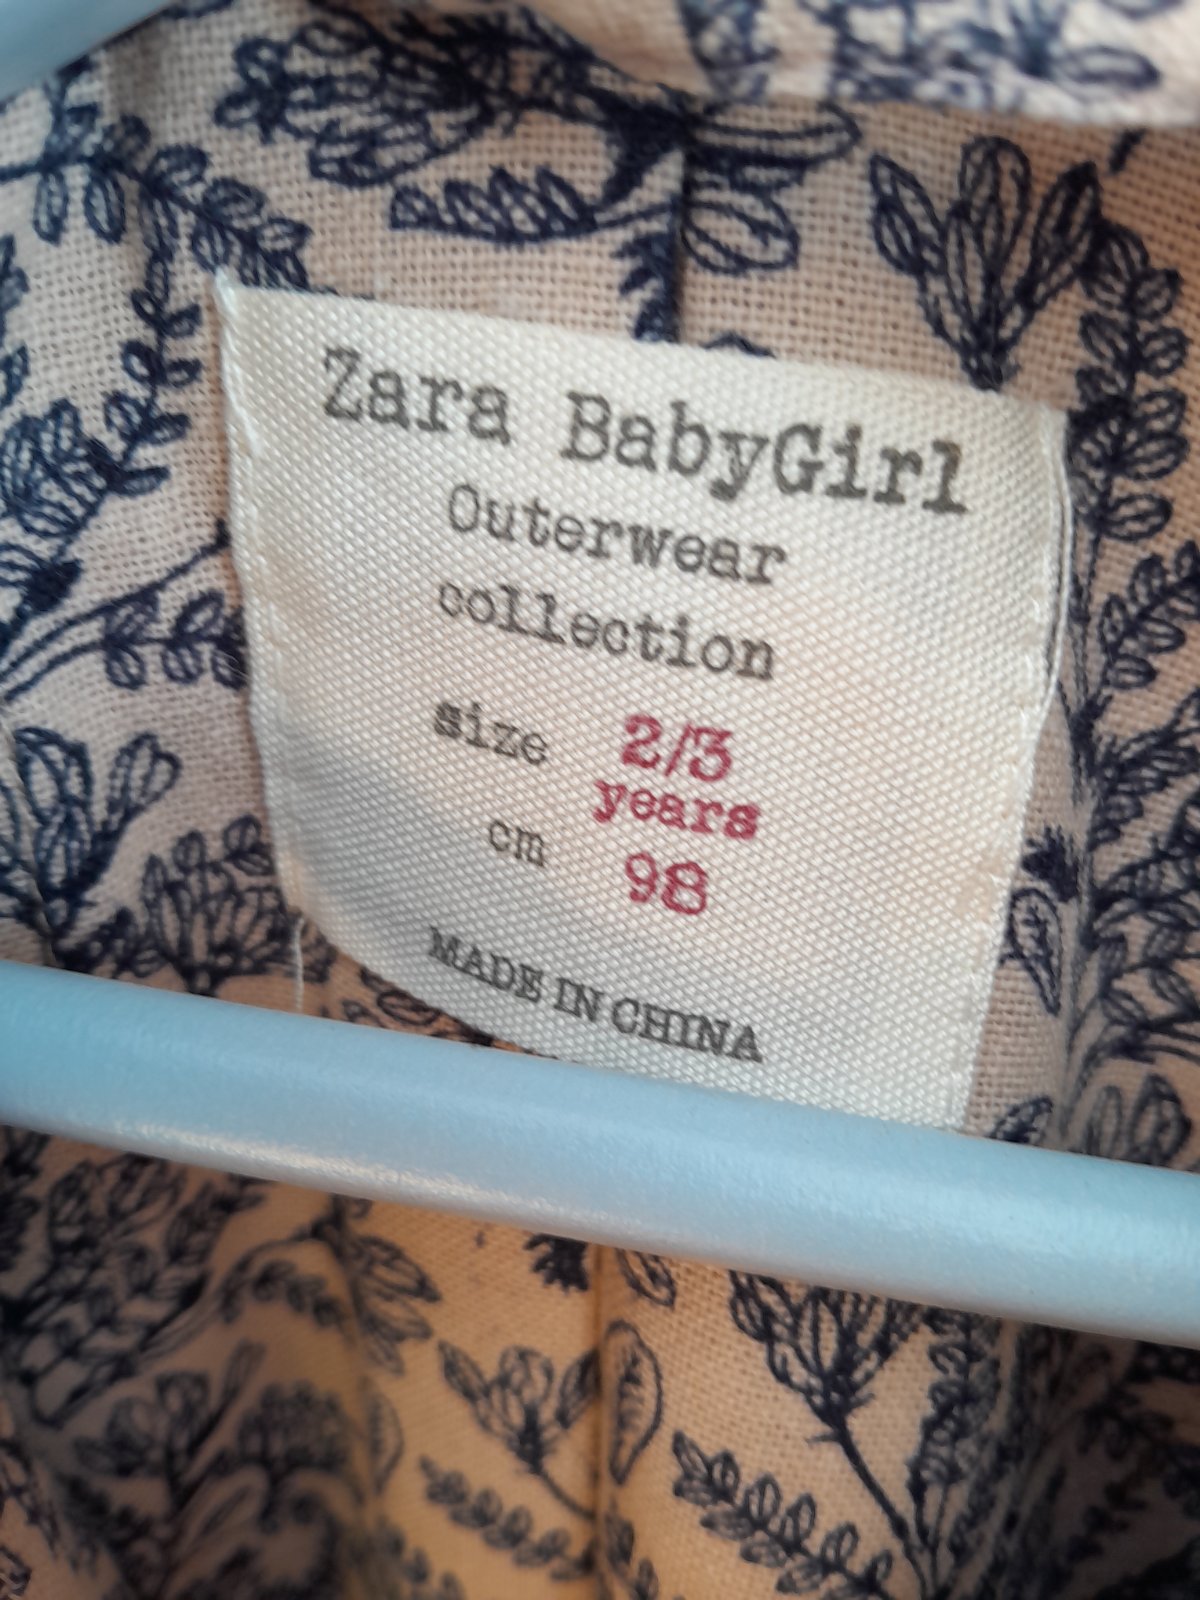 Zara BabyGirl
Outerwear
collection
size 2/3
years
cm 98
MADE IN CHINA